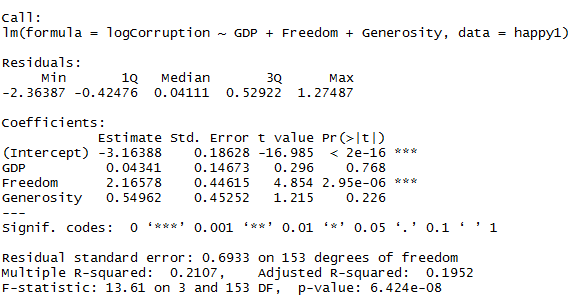 Call:
lm(formula = logCorruption ~ GDP + Freedom + Generosity, data = happy1)
Residuals:
Min 1Q Median 3Q Max
-2.36387 -0.42476 0.04111 0.52922 1.27487
Coefficients:
Estimate Std. Error t value Pr(>|t|)
(Intercept) -3.16388 0.18628 -16.985 < 2e-16 ***
GDP 0.04341 0.14673 0.296 0.768
Freedom 2.16578 0.44615 4.854 2.95e-06 ***
Generosity 0.54962 0.45252 1.215 0.226
---
Signif. codes: 0 ‘***’ 0.001 ‘**’ 0.01 ‘*’ 0.05 ‘.’ 0.1 ‘ ’ 1
Residual standard error: 0.6933 on 153 degrees of freedom
Multiple R-squared: 0.2107, Adjusted R-squared: 0.1952
F-statistic: 13.61 on 3 and 153 DF, p-value: 6.424e-08